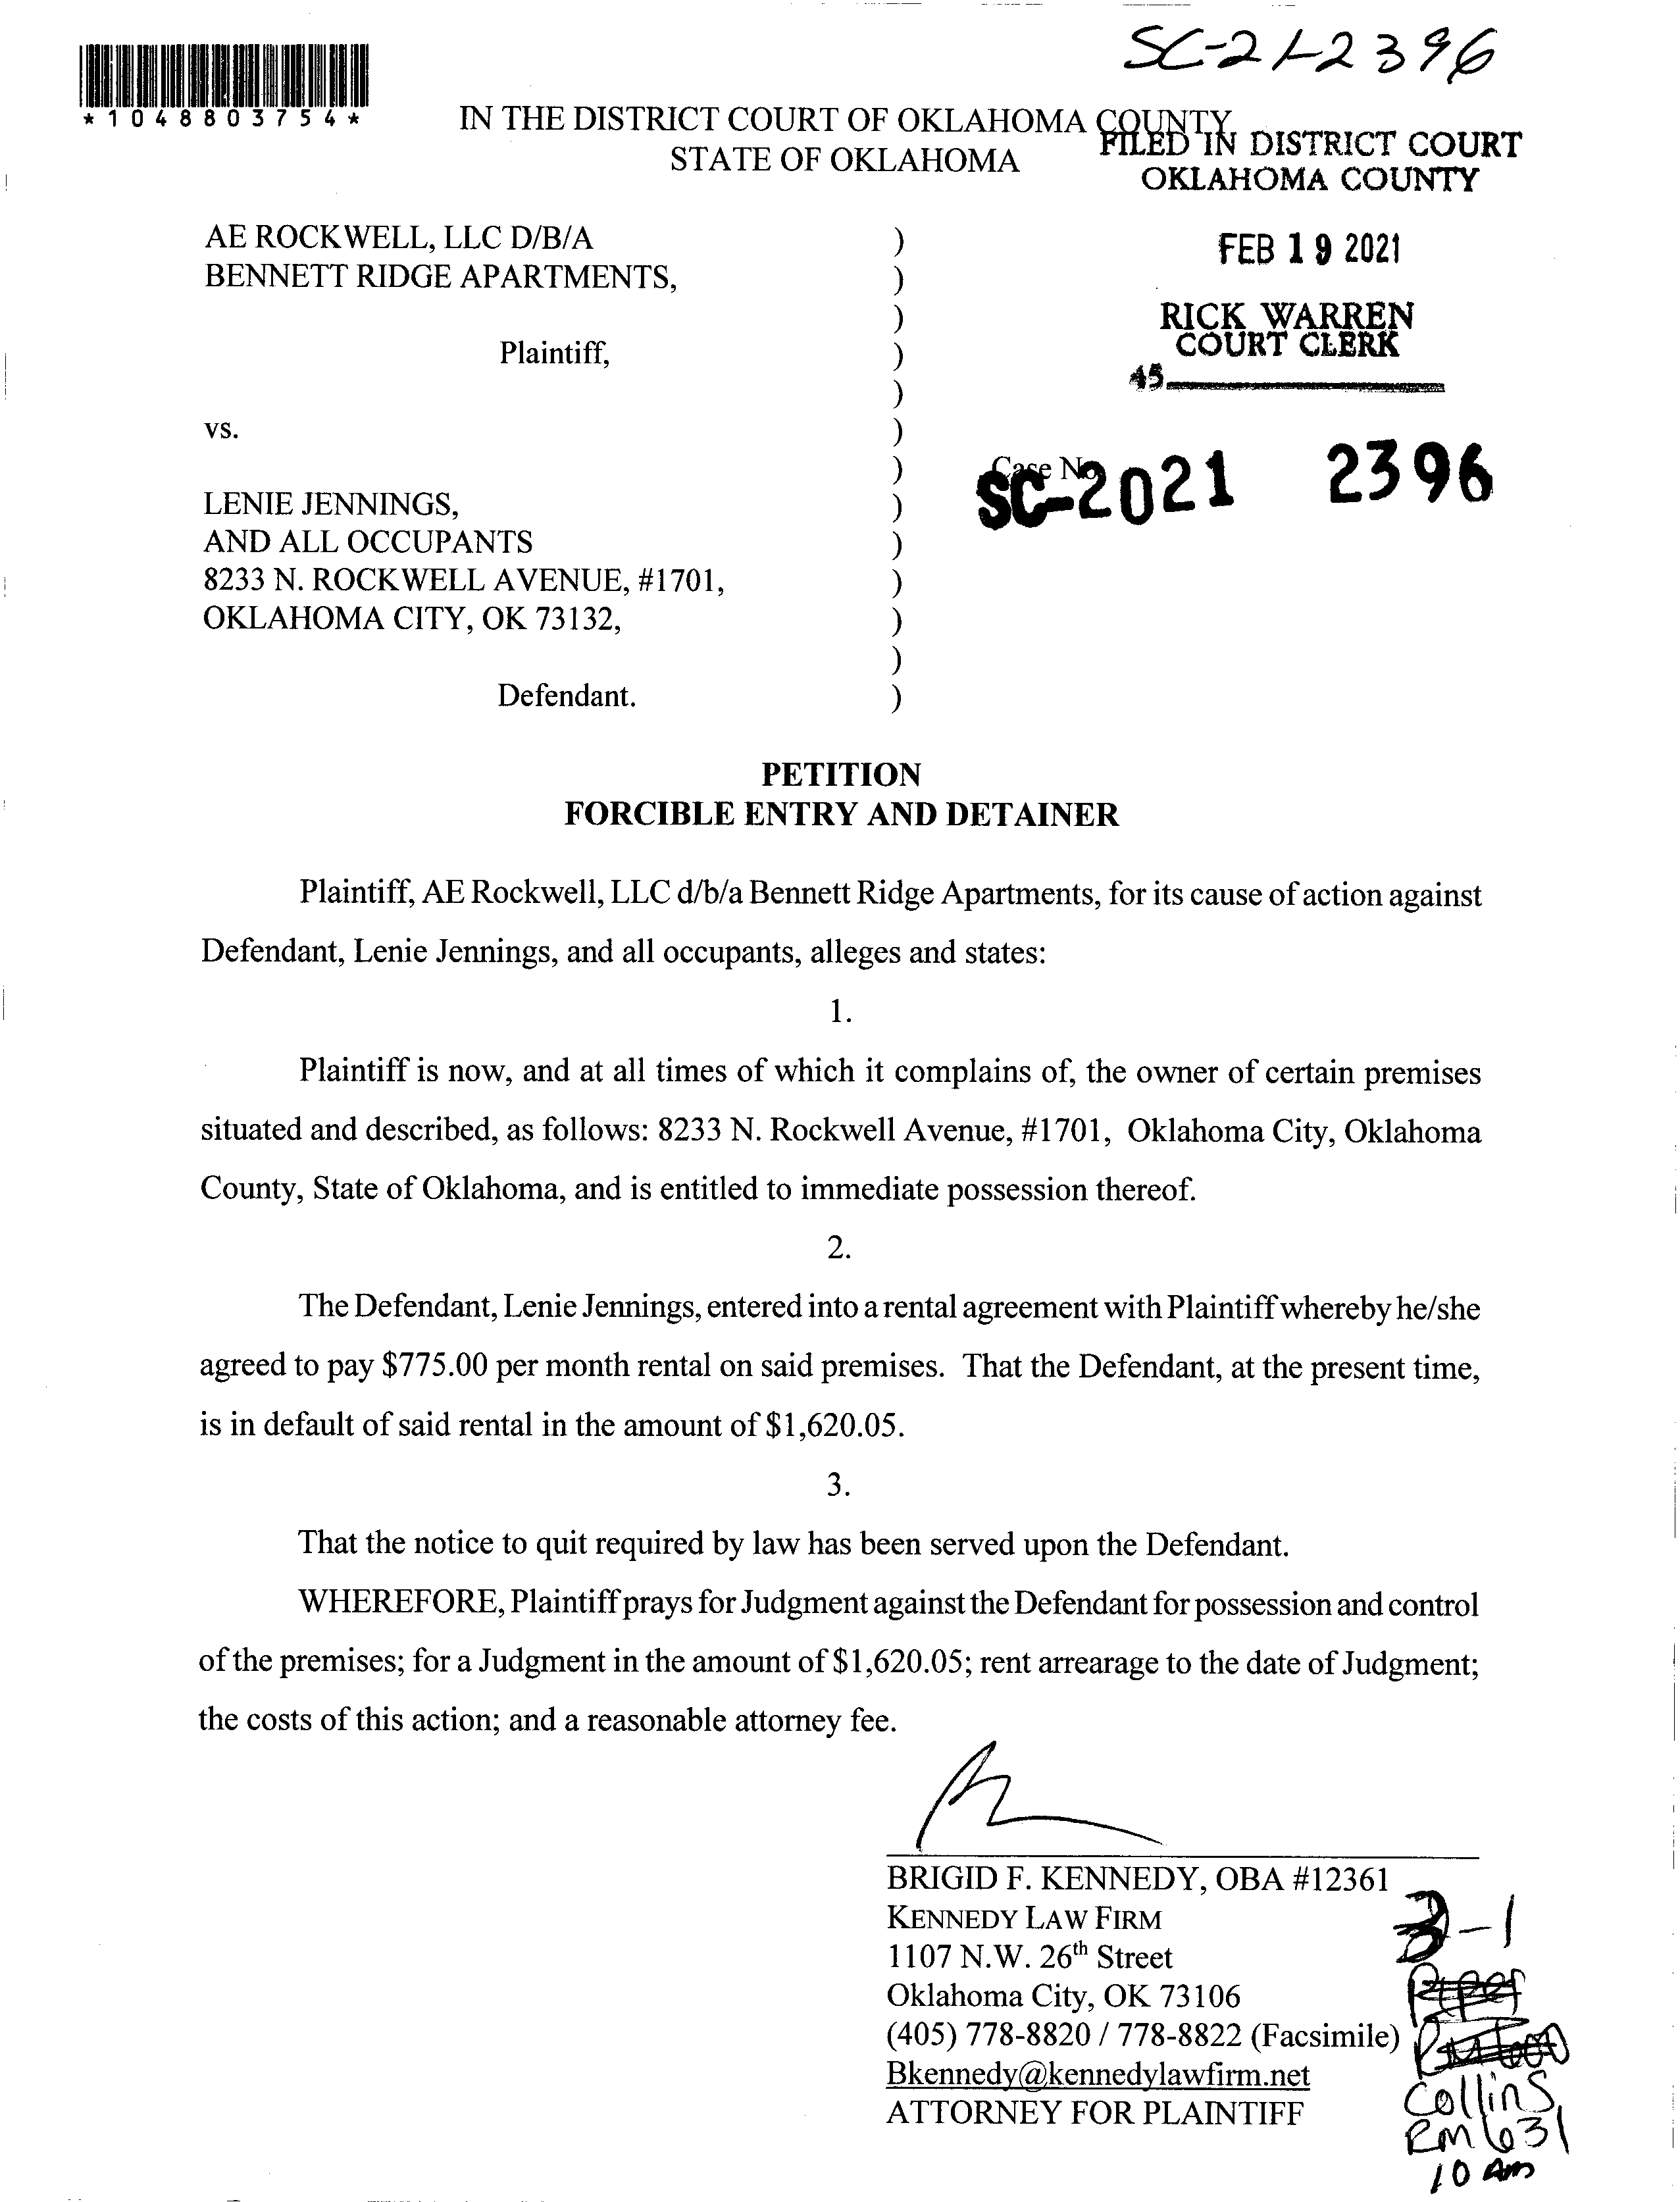 SC-21-2396
*1048803754*
IN THE DISTRICT COURT OF OKLAHOMA COUNTY
STATE OF OKLAHOMA
FILED IN DISTRICT COURT
OKLAHOMA COUNTY
FEB 19 2021
RICK WARREN
COURT CLERK
45
AE ROCKWELL, LLC D/B/A )
BENNETT RIDGE APARTMENTS, )
)
Plaintiff, )
)
vs. )
) Case No.
SC-2021 2396
LENIE JENNINGS, )
AND ALL OCCUPANTS )
8233 N. ROCKWELL AVENUE, #1701, )
OKLAHOMA CITY, OK 73132, )
)
Defendant. )
PETITION
FORCIBLE ENTRY AND DETAINER
Plaintiff, AE Rockwell, LLC d/b/a Bennett Ridge Apartments, for its cause of action against
Defendant, Lenie Jennings, and all occupants, alleges and states:
1.
Plaintiff is now, and at all times of which it complains of, the owner of certain premises
situated and described, as follows: 8233 N. Rockwell Avenue, #1701, Oklahoma City, Oklahoma
County, State of Oklahoma, and is entitled to immediate possession thereof.
2.
The Defendant, Lenie Jennings, entered into a rental agreement with Plaintiff whereby he/she
agreed to pay $775.00 per month rental on said premises. That the Defendant, at the present time,
is in default of said rental in the amount of $1,620.05.
3.
That the notice to quit required by law has been served upon the Defendant.
WHEREFORE, Plaintiff prays for Judgment against the Defendant for possession and control
of the premises; for a Judgment in the amount of $1,620.05; rent arrearage to the date of Judgment;
the costs of this action; and a reasonable attorney fee.
BRIGID F. KENNEDY, OBA #12361
KENNEDY LAW FIRM
1107 N.W. 26th Street
Oklahoma City, OK 73106
(405) 778-8820 / 778-8822 (Facsimile)
Bkennedy@kennedylawfirm.net
ATTORNEY FOR PLAINTIFF
3-1
Collins
RM 631
10 AM